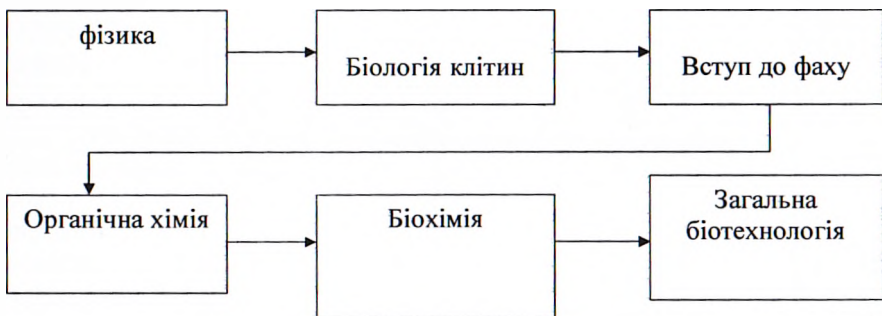 фізика
Біологія клітин
Вступ до фаху
Органічна хімія
Біохімія
Загальна
біотехнологія